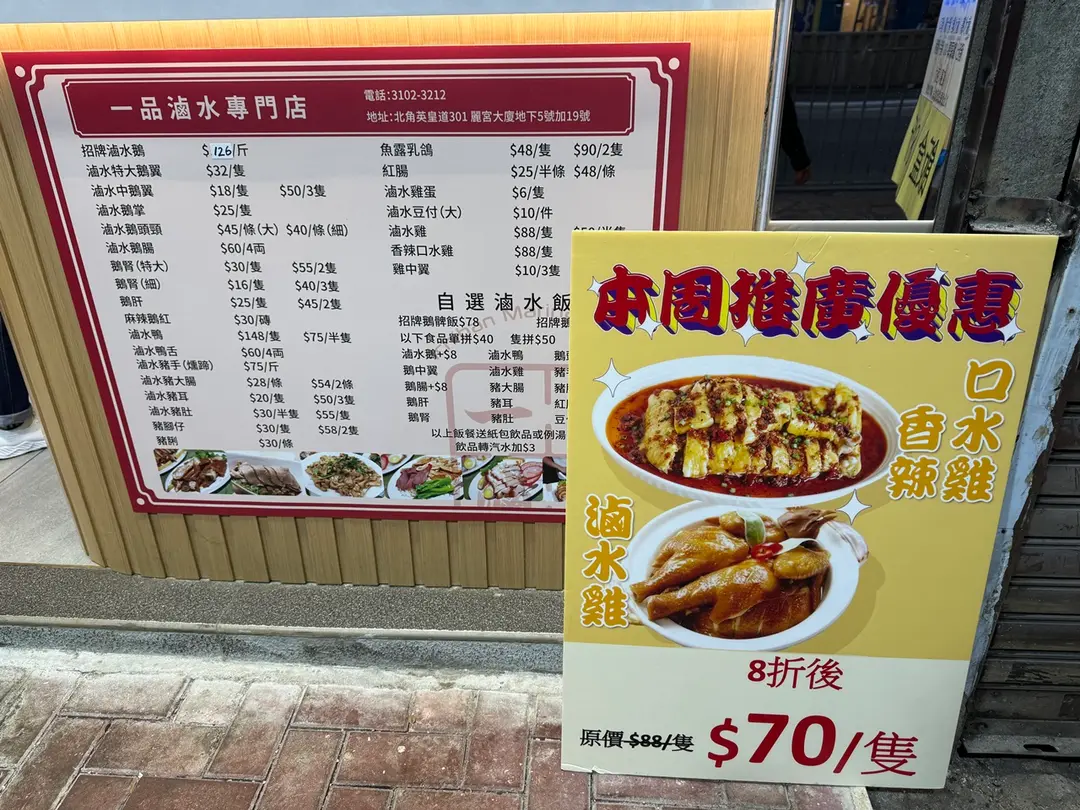 一品滷水專門店
電話:3102-3212
地址:北角英皇道301 麗宮大廈地下5號加19號
招牌滷水鵝 $126/斤
滷水特大鵝翼 $32/隻
滷水中鵝翼 $18/隻 $50/3隻
滷水鵝掌 $25/隻
滷水鵝頭頸 $45/條(大) $40/條(細)
滷水鵝腸 $60/4両
鵝腎(特大) $30/隻 $55/2隻
鵝腎(細) $16/隻 $40/3隻
鵝肝 $25/隻 $45/2隻
麻辣鵝紅 $30/磚
滷水鴨 $148/隻 $75/半隻
滷水鴨舌 $60/4両
滷水豬手(燻蹄) $75/斤
滷水豬大腸 $28/條 $54/2條
滷水豬耳 $20/隻 $50/3隻
滷水豬肚 $30/半隻 $55/隻
豬腳仔 $30/隻 $58/2隻
豬脷 $30/條
魚露乳鴿 $48/隻 $90/2隻
紅腸 $25/半條 $48/條
滷水雞蛋 $6/隻
滷水豆付(大) $10/件
滷水雞 $88/隻
香辣口水雞 $88/隻
雞中翼 $10/3隻
自選滷水飯
招牌鵝髀飯$78 招牌鵝
以下食品單拼$40 隻拼$50
滷水鵝+$8 滷水鴨 鵝
鵝中翼 滷水雞 豬
鵝腸+$8 豬大腸 豬
鵝肝 豬耳 紅
鵝腎 豬肚 豆
以上飯餐送紙包飲品或例湯
飲品轉汽水加$3
本周推廣優惠
口水雞
香辣
滷水雞
8折後
原價 $88/隻
$70/隻